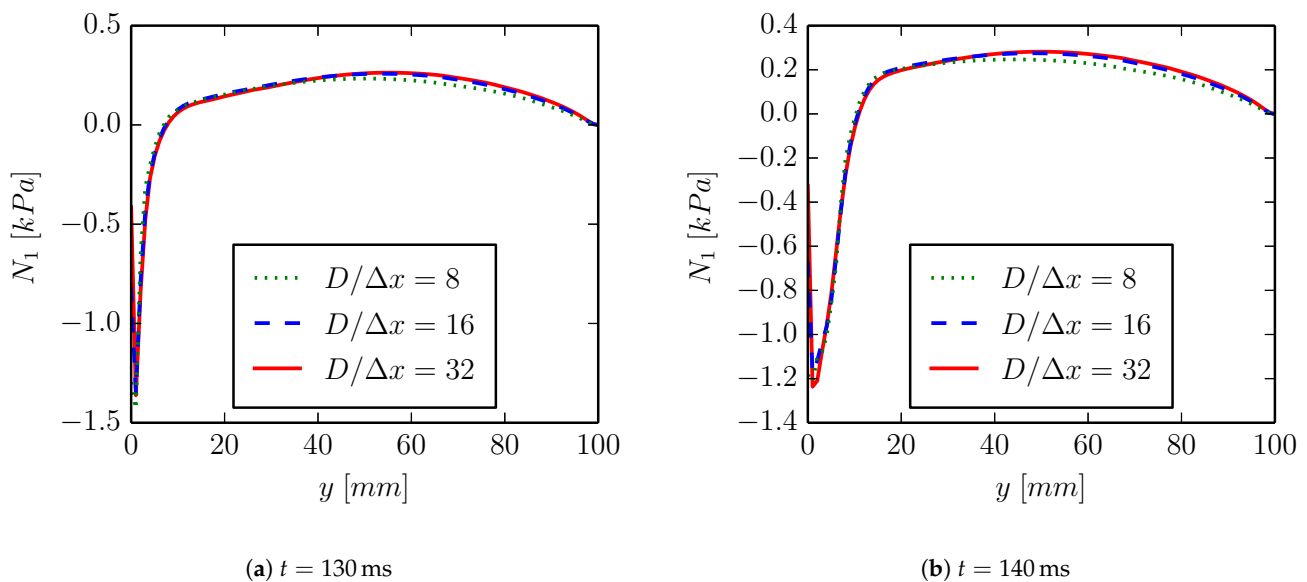 0.5
0.0
−0.5
−1.0
−1.5
N₁ [kPa]
D/Δx = 8
D/Δx = 16
D/Δx = 32
0 20 40 60 80 100
y [mm]
(a) t = 130 ms
0.4
0.2
0.0
−0.2
−0.4
−0.6
−0.8
−1.0
−1.2
−1.4
N₁ [kPa]
D/Δx = 8
D/Δx = 16
D/Δx = 32
0 20 40 60 80 100
y [mm]
(b) t = 140 ms